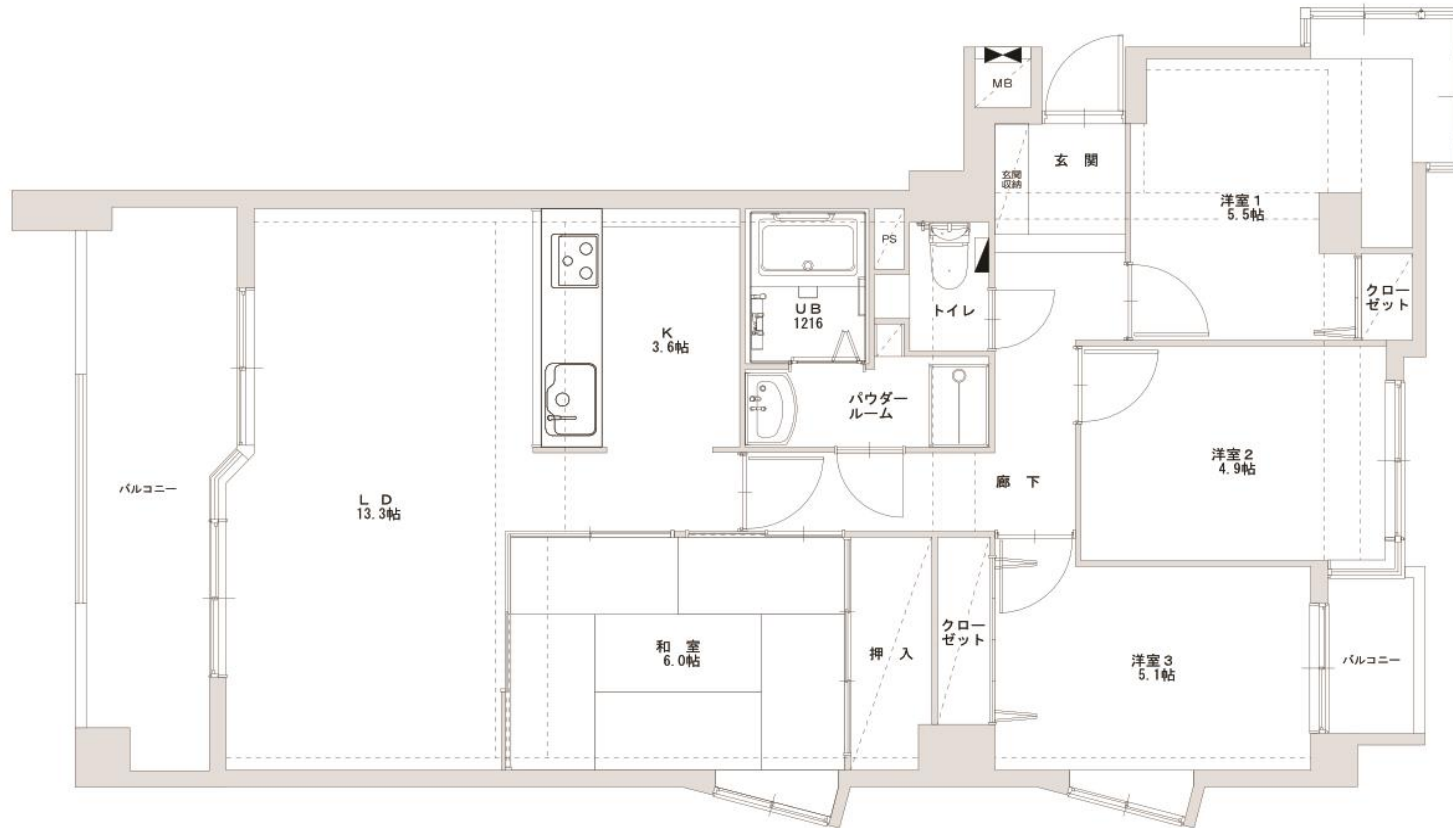 MB
玄関
玄関
収納
洋室1
5.5帖
クロー
ゼット
PS
トイレ
UB
1216
K
3.6帖
パウダー
ルーム
洋室2
4.9帖
廊下
バルコニー
LD
13.3帖
和室
6.0帖
押入
クロー
ゼット
洋室3
5.1帖
バルコニー